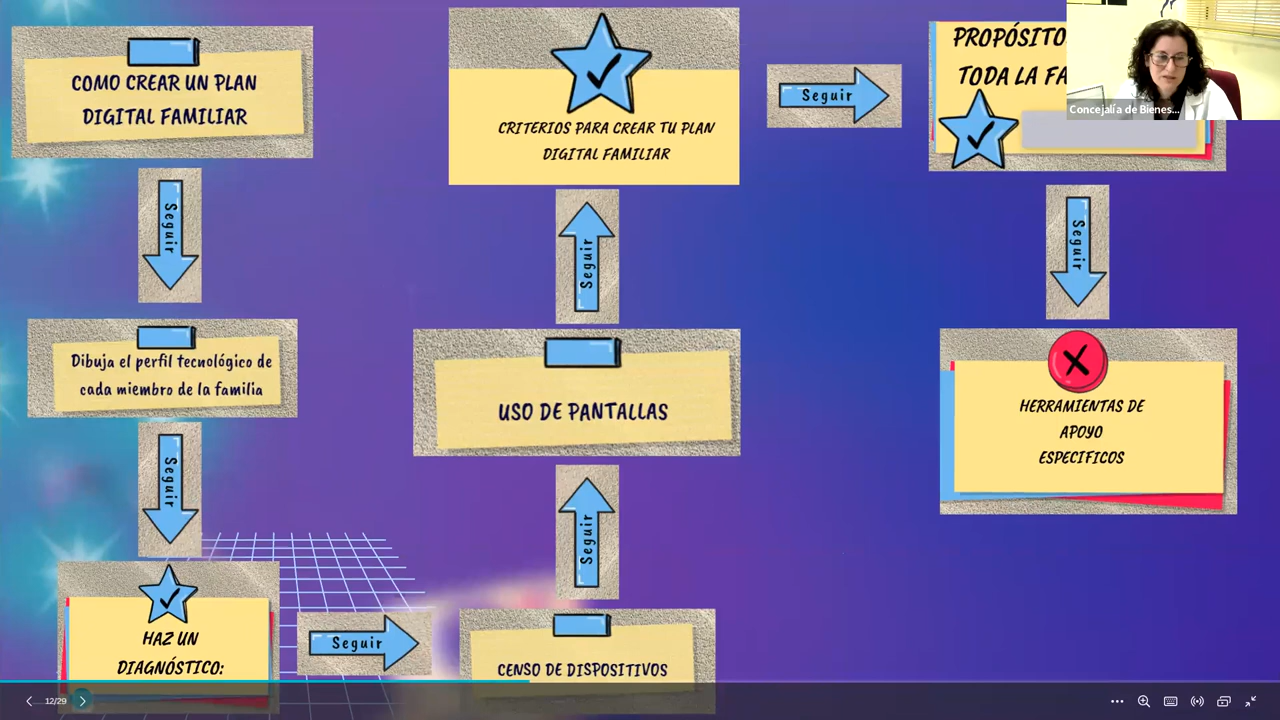 COMO CREAR UN PLAN
DIGITAL FAMILIAR
Seguir
Dibuja el perfil tecnológico de
cada miembro de la familia
Seguir
HAZ UN
DIAGNÓSTICO:
Seguir
CENSO DE DISPOSITIVOS
Seguir
USO DE PANTALLAS
Seguir
CRITERIOS PARA CREAR TU PLAN
DIGITAL FAMILIAR
Seguir
PROPÓSITO
TODA LA FA
Concejalía de Bienes...
Seguir
HERRAMIENTAS DE
APOYO
ESPECIFICOS
12/29